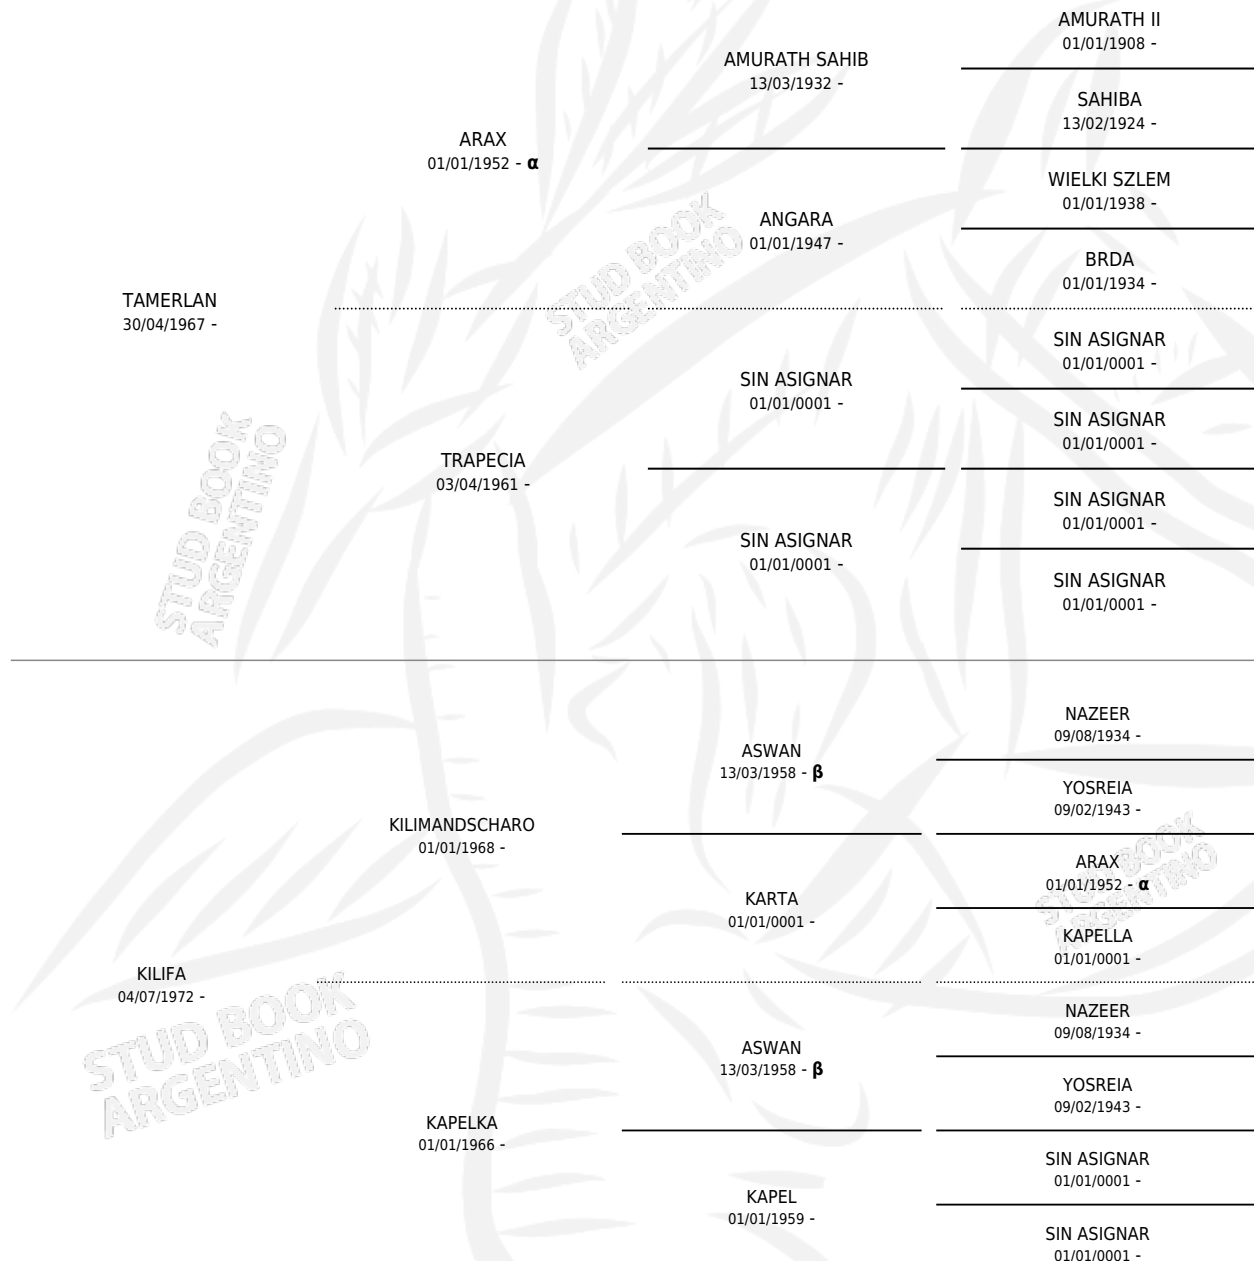 AMURATH II
01/01/1908 -
AMURATH SAHIB
13/03/1932 -
SAHIBA
13/02/1924 -
ARAX
01/01/1952 - α
WIELKI SZLEM
01/01/1938 -
ANGARA
01/01/1947 -
BRDA
01/01/1934 -
TAMERLAN
30/04/1967 -
SIN ASIGNAR
01/01/0001 -
SIN ASIGNAR
01/01/0001 -
SIN ASIGNAR
01/01/0001 -
TRAPECIA
03/04/1961 -
SIN ASIGNAR
01/01/0001 -
SIN ASIGNAR
01/01/0001 -
SIN ASIGNAR
01/01/0001 -
STUD BOOK
ARGENTINO
STUD BOOK
ARGENTINO
NAZEER
09/08/1934 -
ASWAN
13/03/1958 - β
YOSREIA
09/02/1943 -
KILIMANDSCHARO
01/01/1968 -
ARAX
01/01/1952 - α
KARTA
01/01/0001 -
KAPELLA
01/01/0001 -
KILIFA
04/07/1972 -
NAZEER
09/08/1934 -
ASWAN
13/03/1958 - β
YOSREIA
09/02/1943 -
KAPELKA
01/01/1966 -
SIN ASIGNAR
01/01/0001 -
KAPEL
01/01/1959 -
SIN ASIGNAR
01/01/0001 -
STUD BOOK
ARGENTINO
STUD BOOK
ARGENTINO